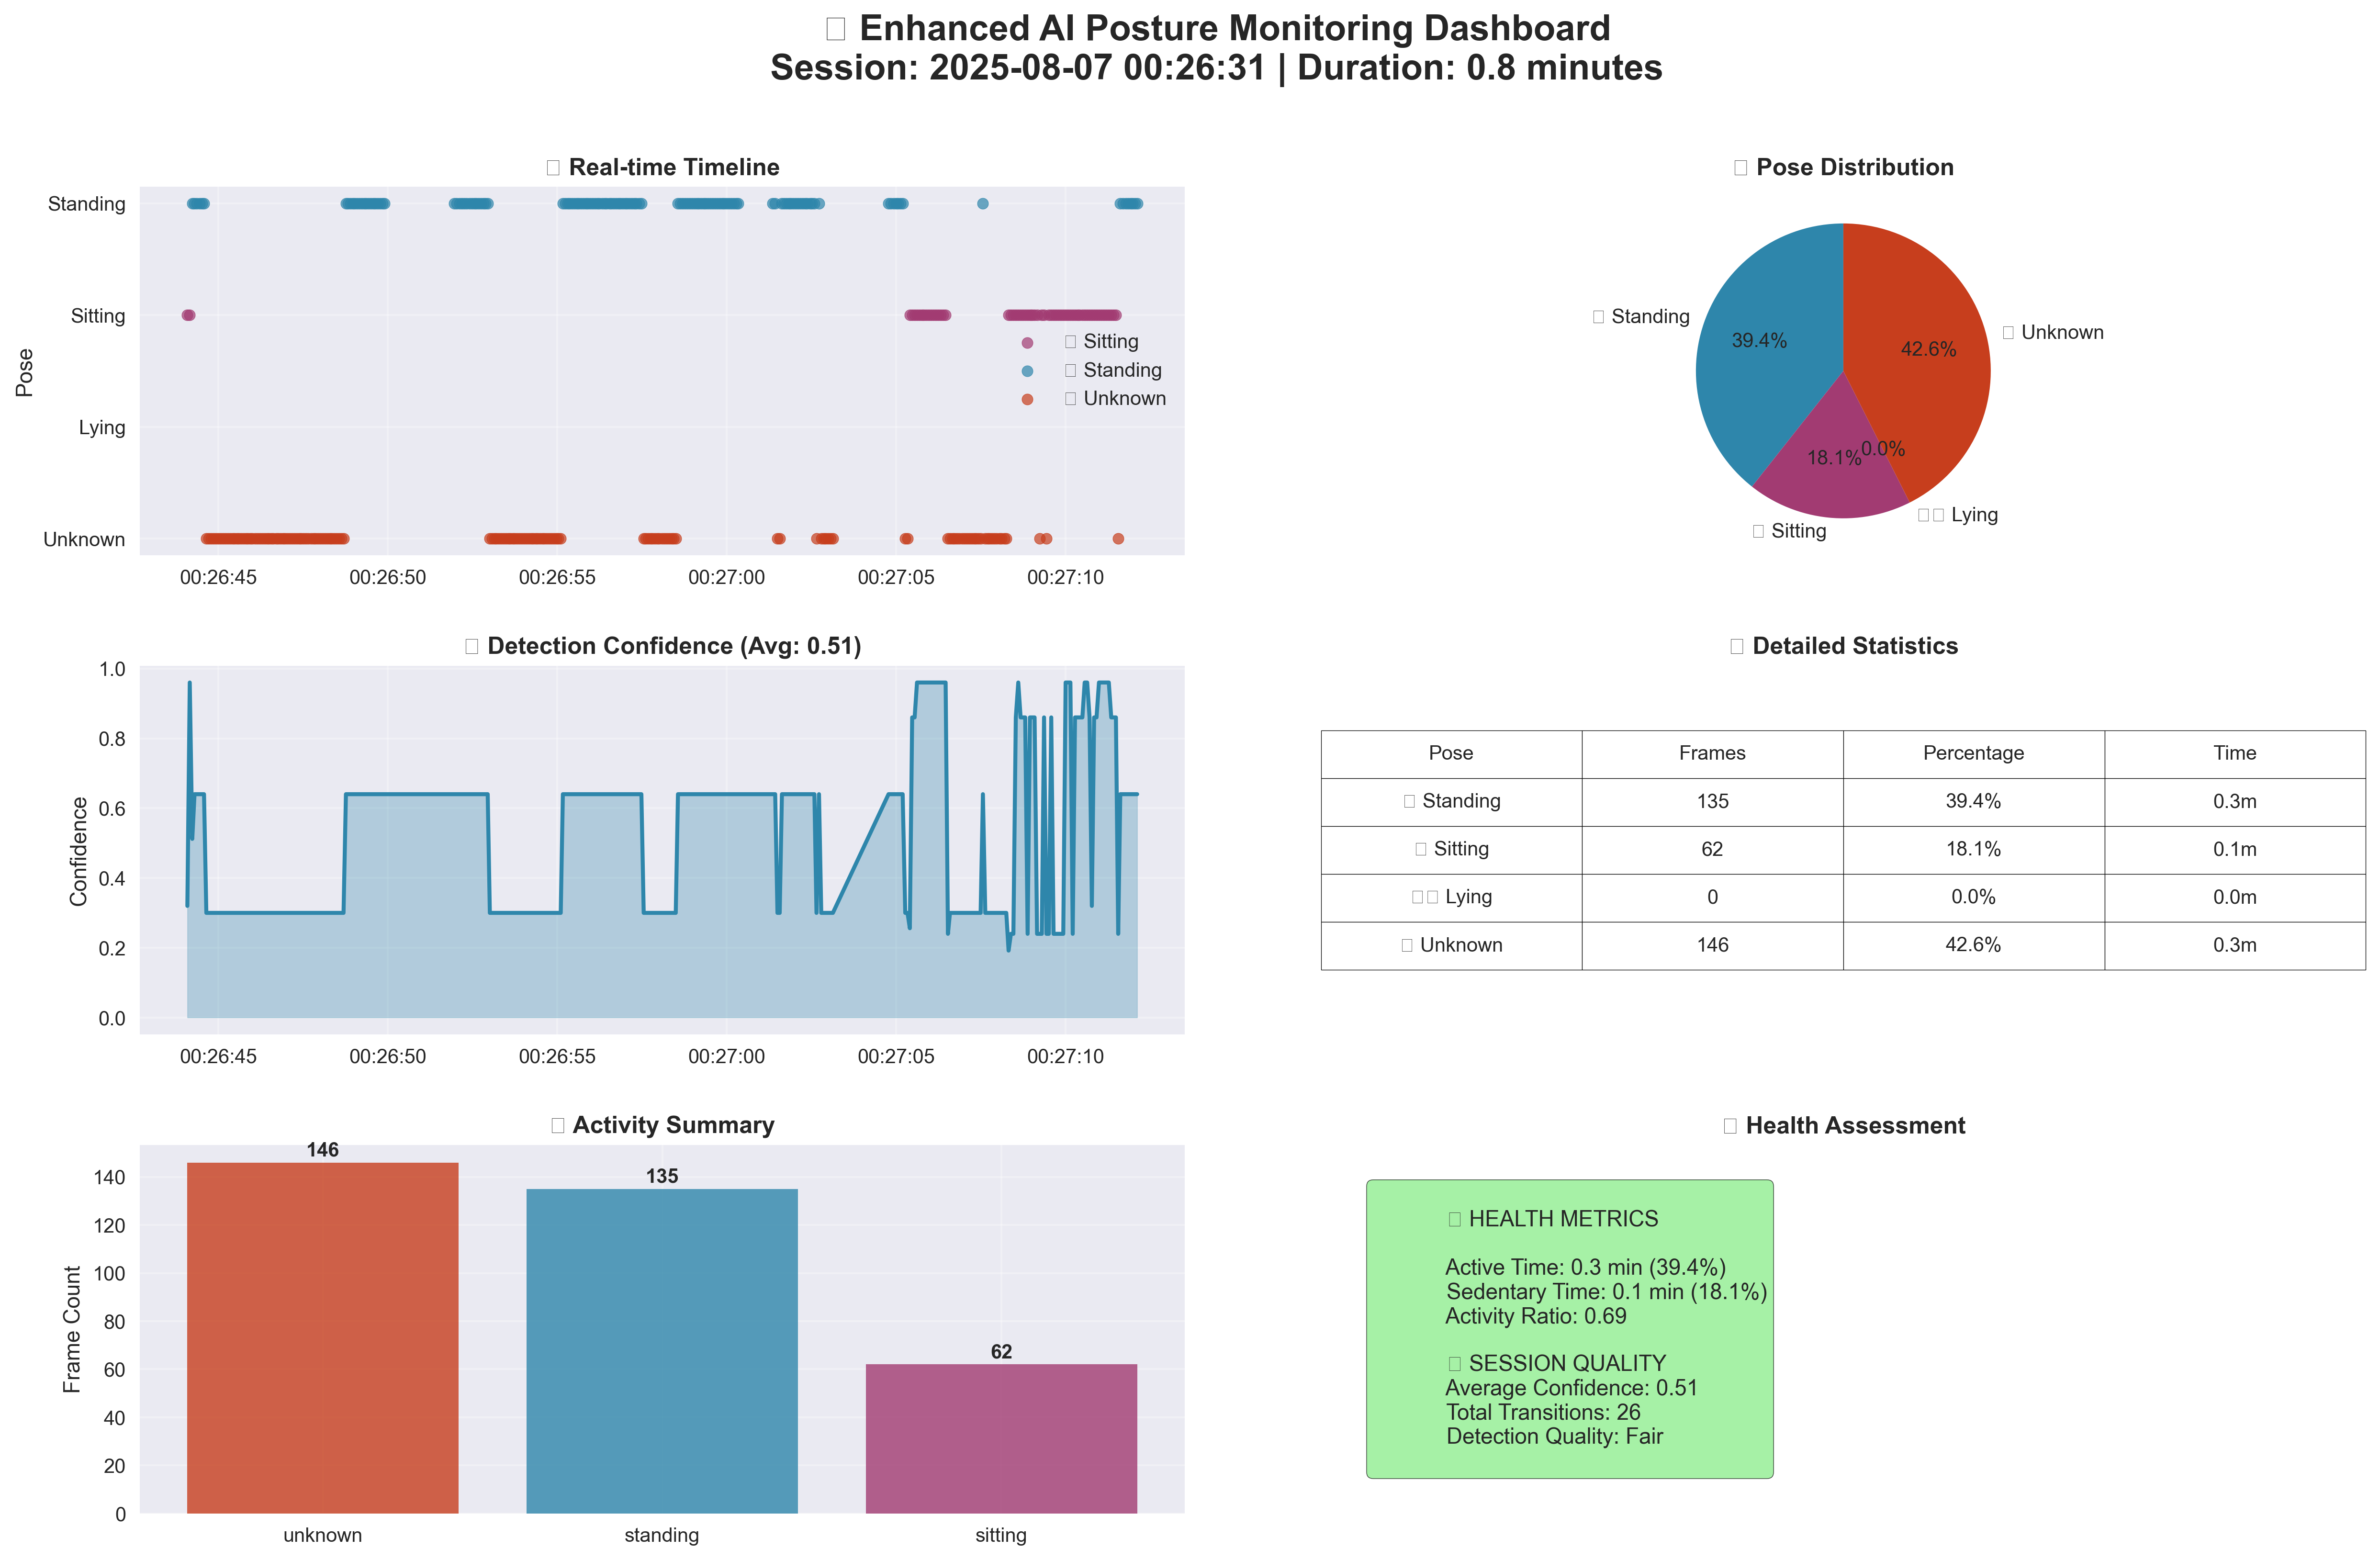 Enhanced AI Posture Monitoring Dashboard
Session: 2025-08-07 00:26:31 | Duration: 0.8 minutes
Real-time Timeline
Standing
Sitting
Lying
Unknown
Pose
Sitting
Standing
Unknown
00:26:45 00:26:50 00:26:55 00:27:00 00:27:05 00:27:10
Pose Distribution
Standing
39.4%
Unknown
42.6%
18.1%
0.0%
Lying
Sitting
Detection Confidence (Avg: 0.51)
1.0
0.8
0.6
0.4
0.2
0.0
Confidence
00:26:45 00:26:50 00:26:55 00:27:00 00:27:05 00:27:10
Detailed Statistics
Pose Frames Percentage Time
Standing 135 39.4% 0.3m
Sitting 62 18.1% 0.1m
Lying 0 0.0% 0.0m
Unknown 146 42.6% 0.3m
Activity Summary
146
135
62
140
120
100
80
60
40
20
0
Frame Count
unknown standing sitting
Health Assessment
HEALTH METRICS
Active Time: 0.3 min (39.4%)
Sedentary Time: 0.1 min (18.1%)
Activity Ratio: 0.69
SESSION QUALITY
Average Confidence: 0.51
Total Transitions: 26
Detection Quality: Fair